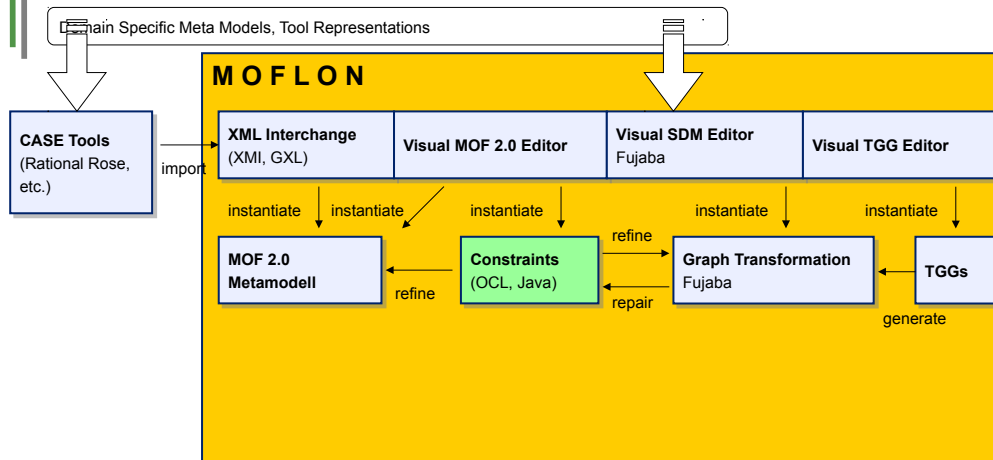 Domain Specific Meta Models, Tool Representations
M O F L O N
CASE Tools
(Rational Rose,
etc.)
import
XML Interchange
(XMI, GXL)
Visual MOF 2.0 Editor
Visual SDM Editor
Fujaba
Visual TGG Editor
instantiate
instantiate
instantiate
instantiate
instantiate
MOF 2.0
Metamodell
refine
Constraints
(OCL, Java)
refine
repair
Graph Transformation
Fujaba
TGGs
generate